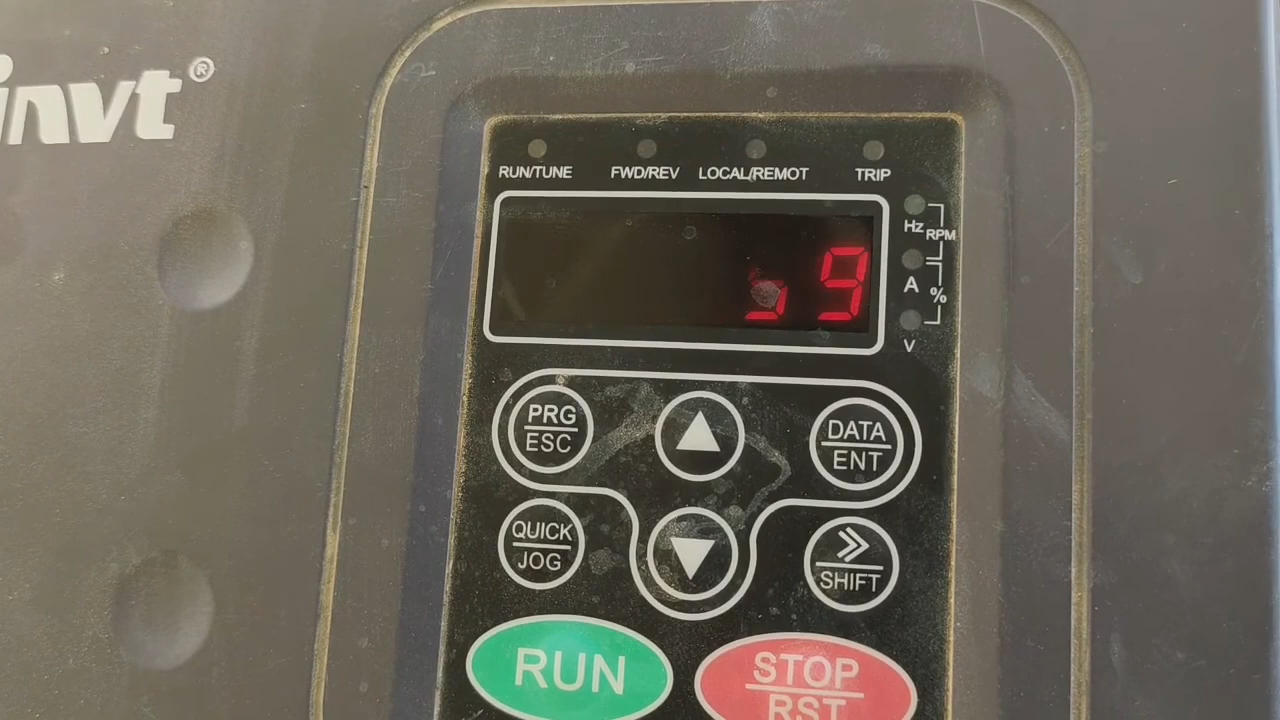 invt®
RUN/TUNE FWD/REV LOCAL/REMOT TRIP
Hz RPM
9
A %
V
PRG
ESC
DATA
ENT
QUICK
JOG
SHIFT
RUN
STOP
RST